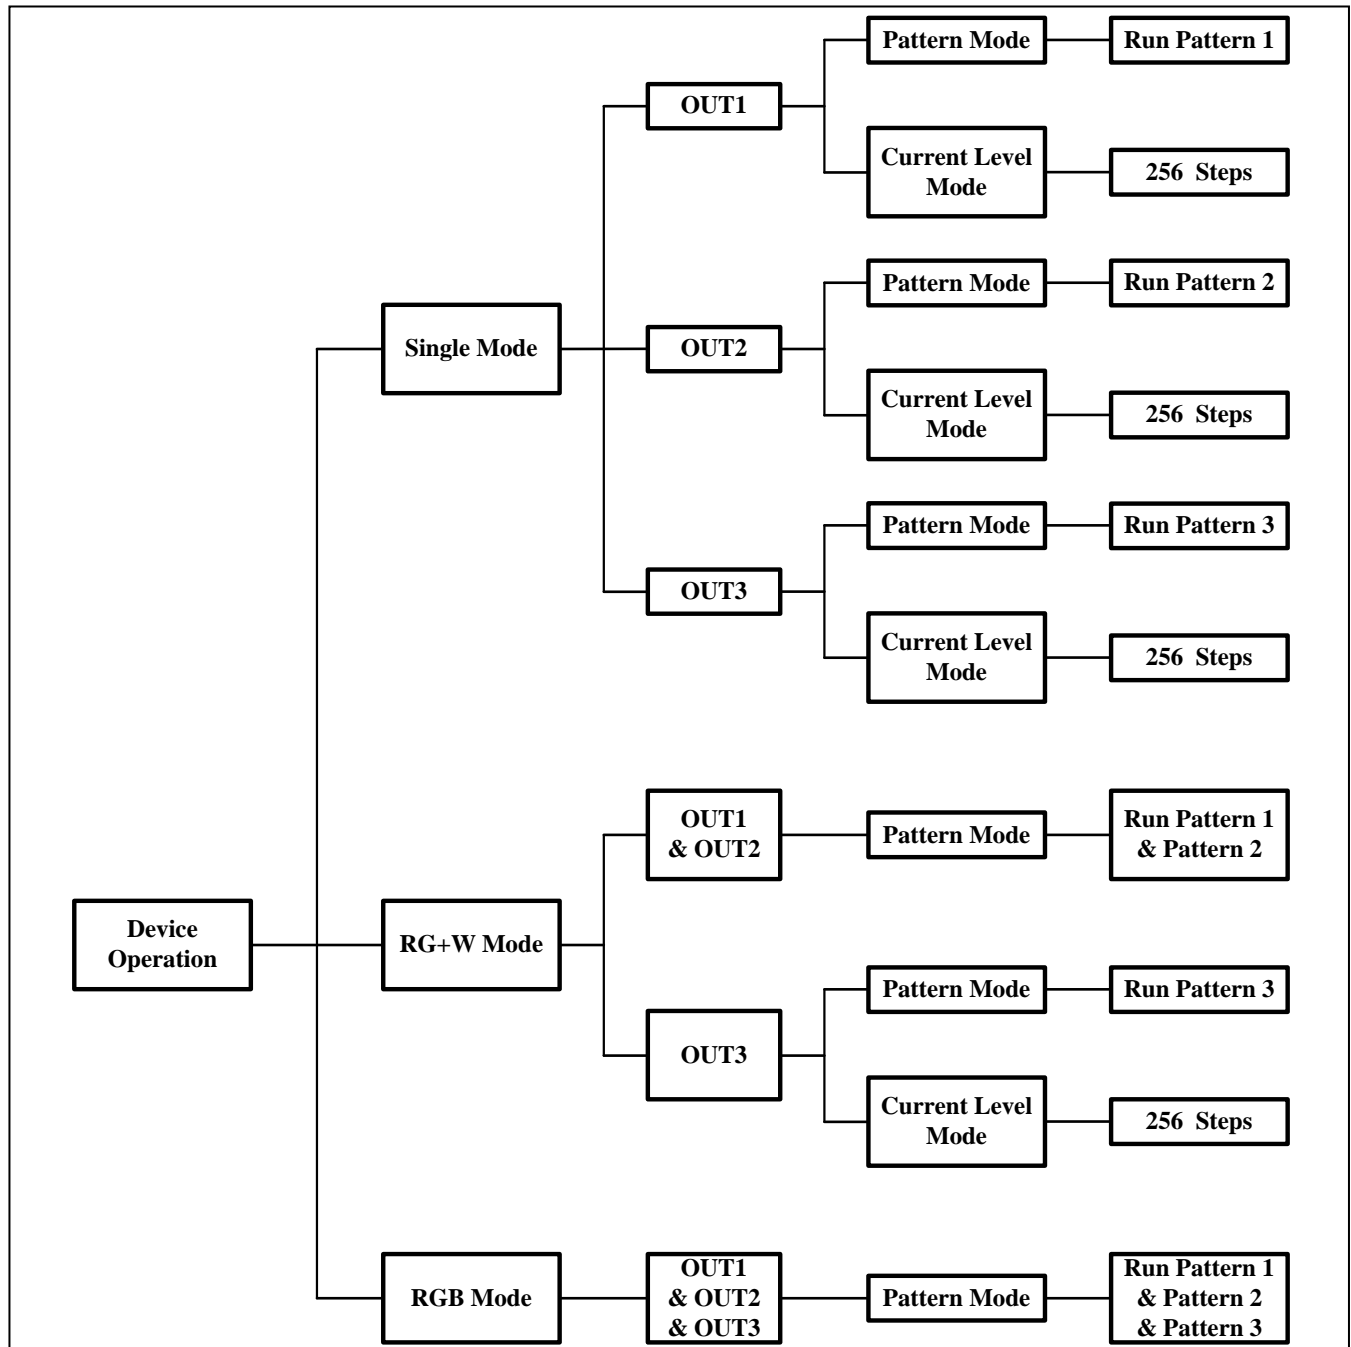 Pattern Mode
Run Pattern 1
OUT1
Current Level
Mode
256 Steps
Pattern Mode
Run Pattern 2
Single Mode
OUT2
Current Level
Mode
256 Steps
Pattern Mode
Run Pattern 3
OUT3
Current Level
Mode
256 Steps
OUT1
& OUT2
Pattern Mode
Run Pattern 1
& Pattern 2
Device
Operation
RG+W Mode
Pattern Mode
Run Pattern 3
OUT3
Current Level
Mode
256 Steps
RGB Mode
OUT1
& OUT2
& OUT3
Pattern Mode
Run Pattern 1
& Pattern 2
& Pattern 3